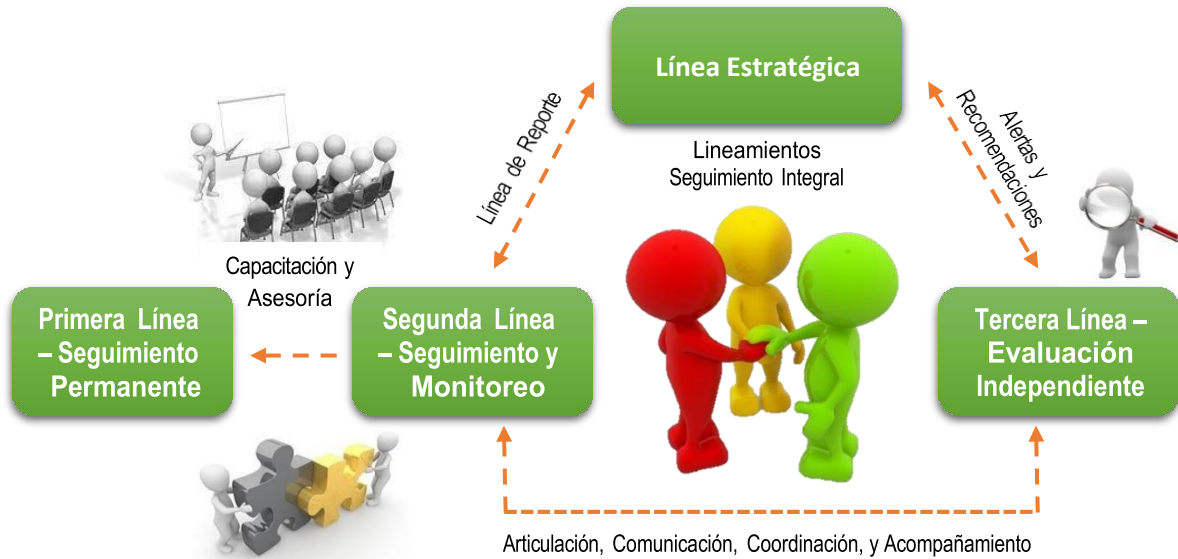 Línea Estratégica
Línea de Reporte
Alertas y
Recomendaciones
Lineamientos
Seguimiento Integral
Capacitación y
Asesoría
Primera Línea
– Seguimiento
Permanente
Segunda Línea
– Seguimiento y
Monitoreo
Tercera Línea –
Evaluación
Independiente
Articulación, Comunicación, Coordinación, y Acompañamiento